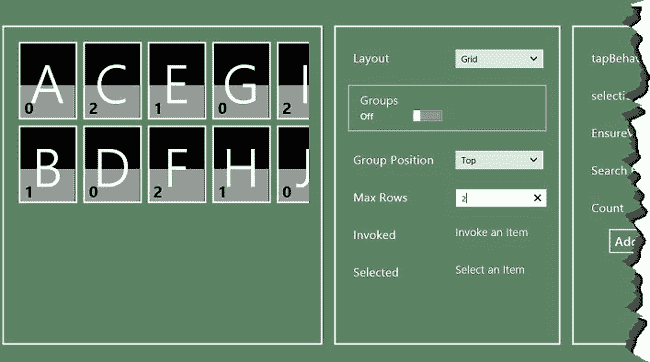 A C E G
0 2 1 0 2
B D F H J
1 0 2 1 0
Layout Grid
Groups
Off
Group Position Top
Max Rows 2
Invoked Invoke an Item
Selected Select an Item
tapBehav
selecti
Ensure
Search
Count
Add